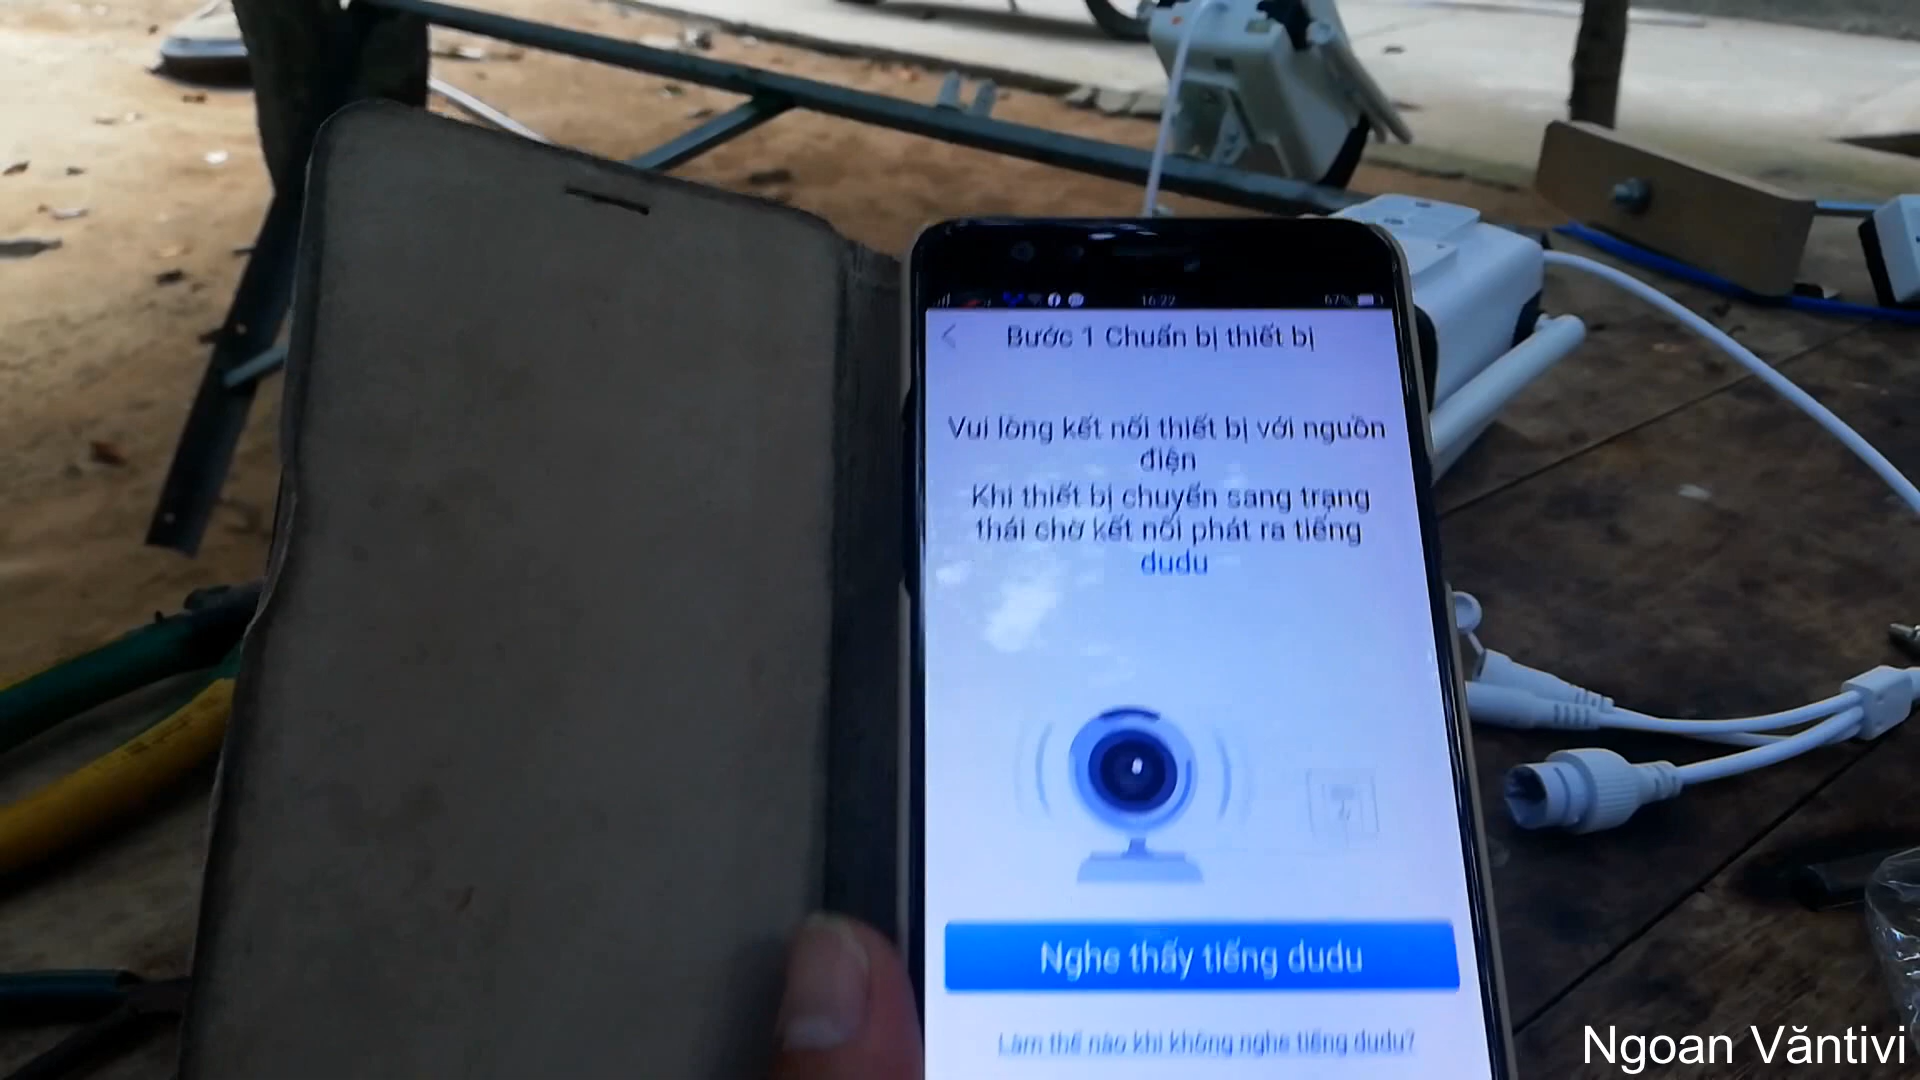 16:22
67%
Bước 1 Chuẩn bị thiết bị
Vui lòng kết nối thiết bị với nguồn
điện
Khi thiết bị chuyển sang trạng
thái chờ kết nối phát ra tiếng
dudu
Nghe thấy tiếng dudu
Làm thế nào khi không nghe tiếng dudu?
Ngoan Văntivi